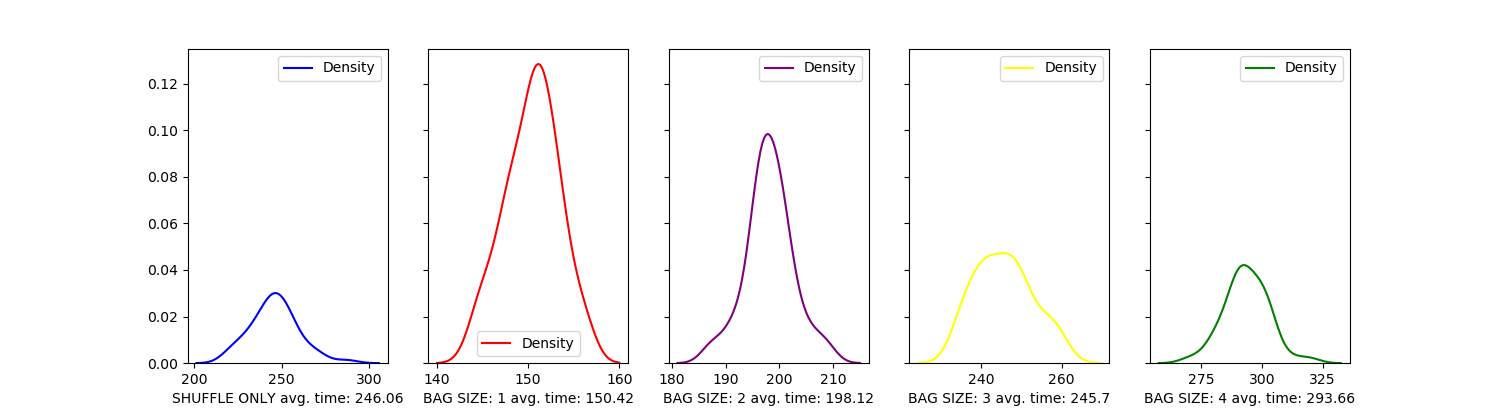 Density
Density
Density
Density
Density
0.12
0.10
0.08
0.06
0.04
0.02
0.00
200 250 300
140 150 160
180 190 200 210
240 260
275 300 325
SHUFFLE ONLY avg. time: 246.06
BAG SIZE: 1 avg. time: 150.42
BAG SIZE: 2 avg. time: 198.12
BAG SIZE: 3 avg. time: 245.7
BAG SIZE: 4 avg. time: 293.66